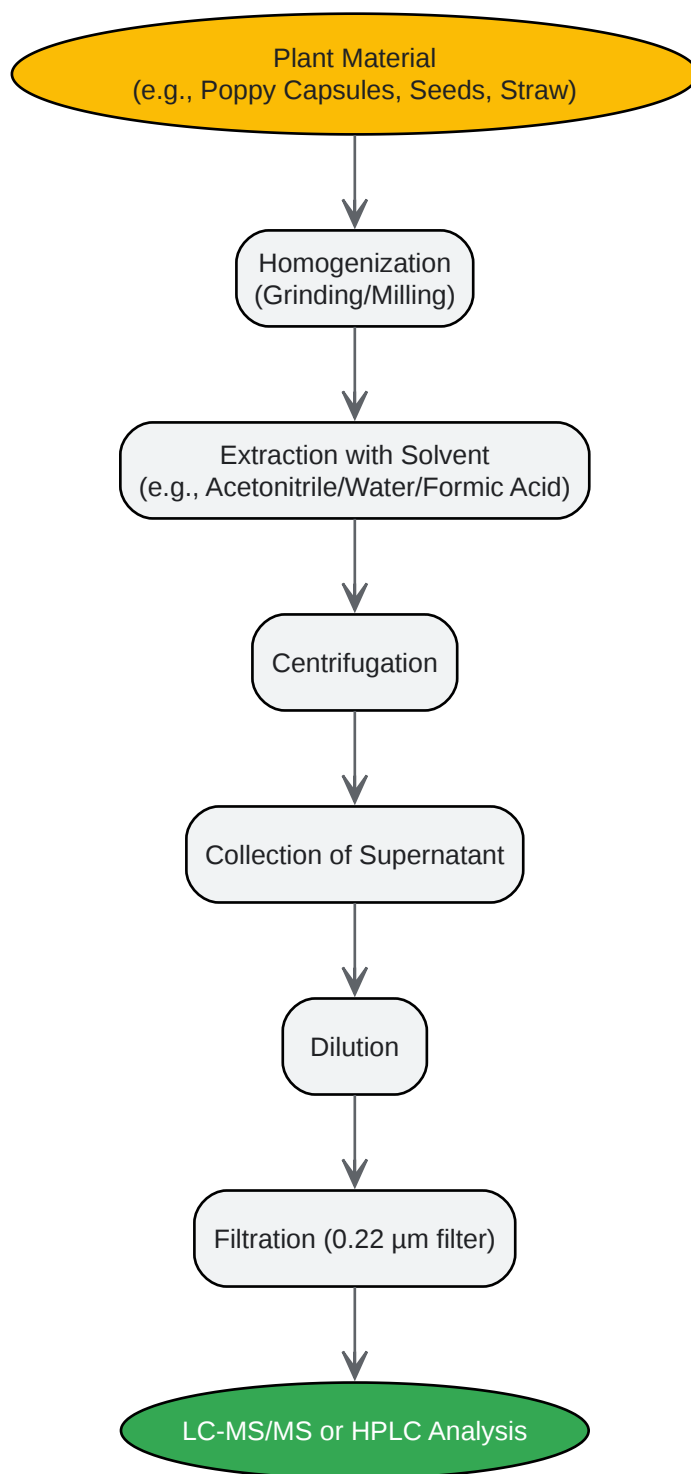 Plant Material
(e.g., Poppy Capsules, Seeds, Straw)
Homogenization
(Grinding/Milling)
Extraction with Solvent
(e.g., Acetonitrile/Water/Formic Acid)
Centrifugation
Collection of Supernatant
Dilution
Filtration (0.22 µm filter)
LC-MS/MS or HPLC Analysis